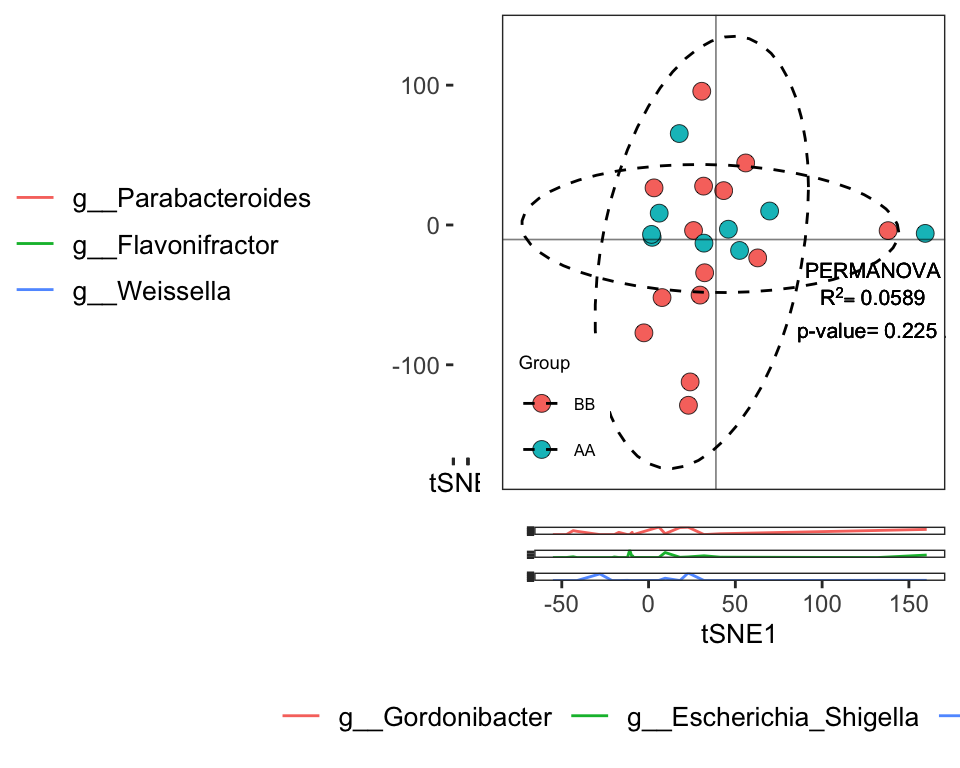 100
0
-100
g__Parabacteroides
g__Flavonifractor
g__Weissella
PERMANOVA
R²= 0.0589
p-value= 0.225
Group
BB
AA
-50 0 50 100 150
tSNE1
g__Gordonibacter g__Escherichia_Shigella